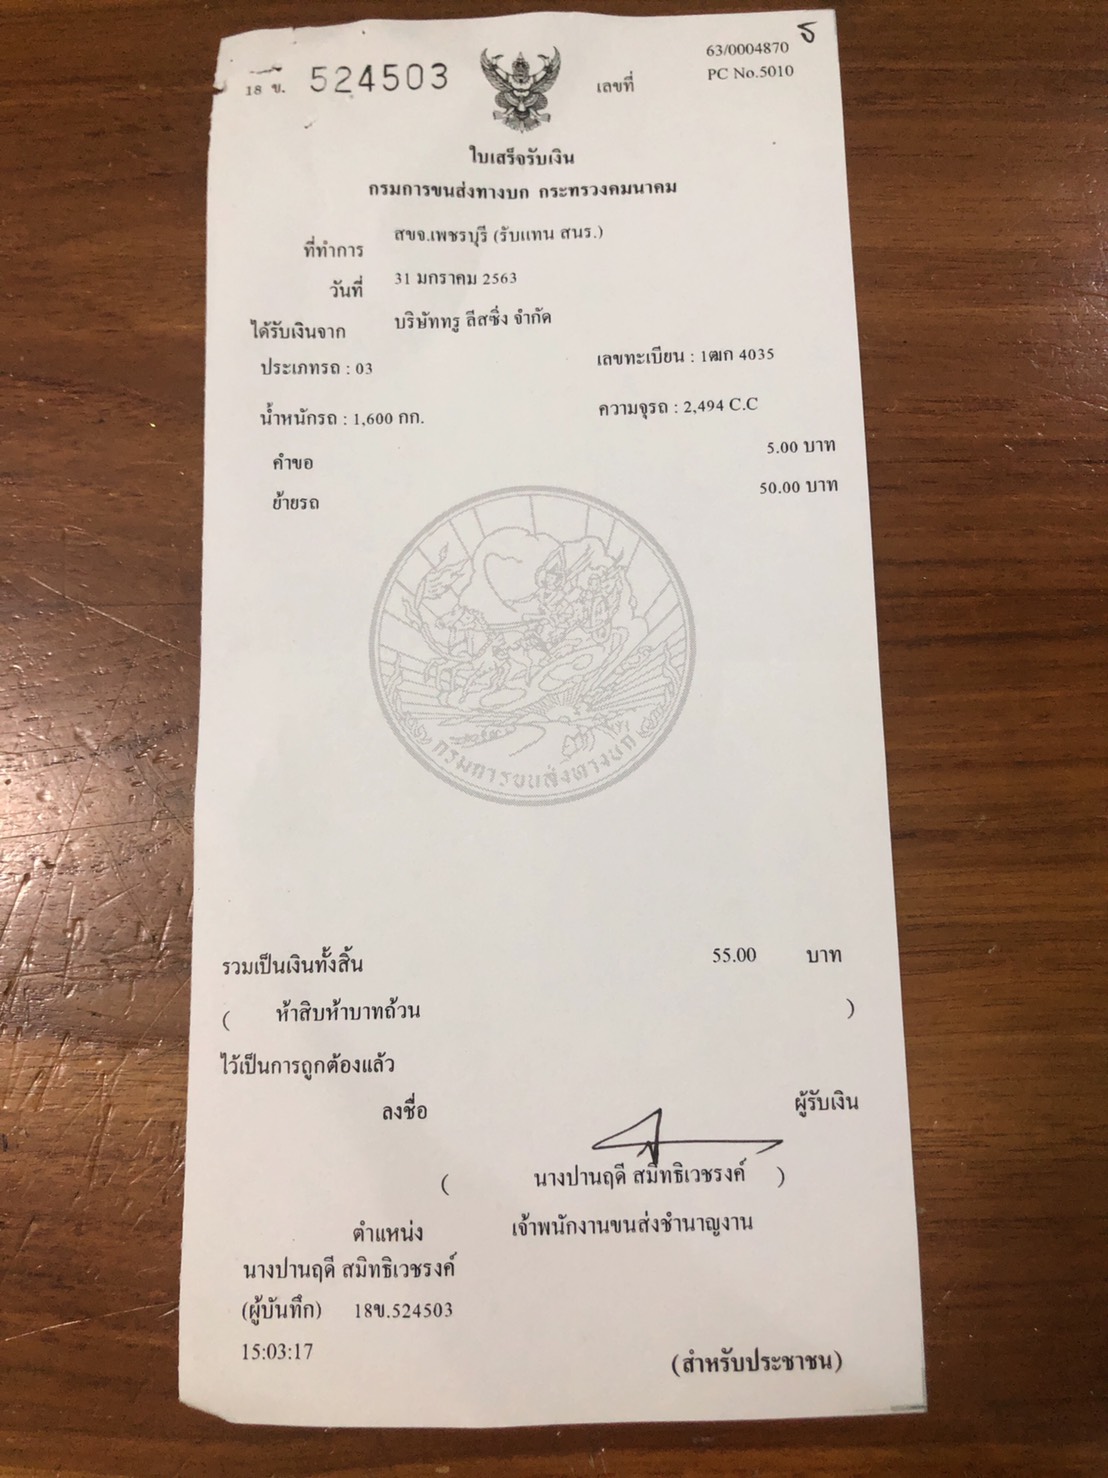 18 ข. 524503
เลขที่ 63/0004870
PC No.5010
ใบเสร็จรับเงิน
กรมการขนส่งทางบก กระทรวงคมนาคม
ที่ทำการ สขจ.เพชรบุรี (รับแทน สนร.)
วันที่ 31 มกราคม 2563
ได้รับเงินจาก บริษัททรู ลีสซิ่ง จำกัด
ประเภทรถ : 03 เลขทะเบียน : 1ฒก 4035
น้ำหนักรถ : 1,600 กก. ความจุรถ : 2,494 C.C
คำขอ 5.00 บาท
ย้ายรถ 50.00 บาท
กรมการขนส่งทางบก
รวมเป็นเงินทั้งสิ้น 55.00 บาท
( ห้าสิบห้าบาทถ้วน )
ไว้เป็นการถูกต้องแล้ว
ลงชื่อ ผู้รับเงิน
( นางปานฤดี สมิทธิเวชรงค์ )
ตำแหน่ง เจ้าพนักงานขนส่งชำนาญงาน
นางปานฤดี สมิทธิเวชรงค์
(ผู้บันทึก) 18ข.524503
15:03:17
(สำหรับประชาชน)